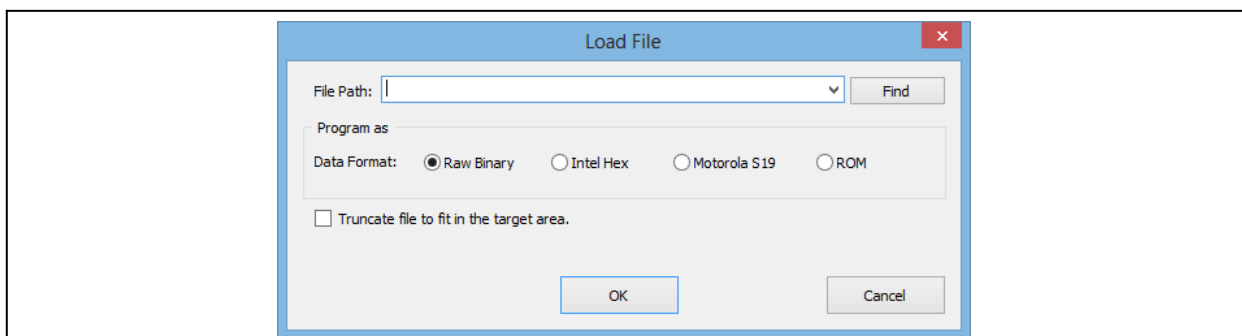 Load File
File Path: Find
Program as
Data Format: Raw Binary Intel Hex Motorola S19 ROM
Truncate file to fit in the target area.
OK Cancel